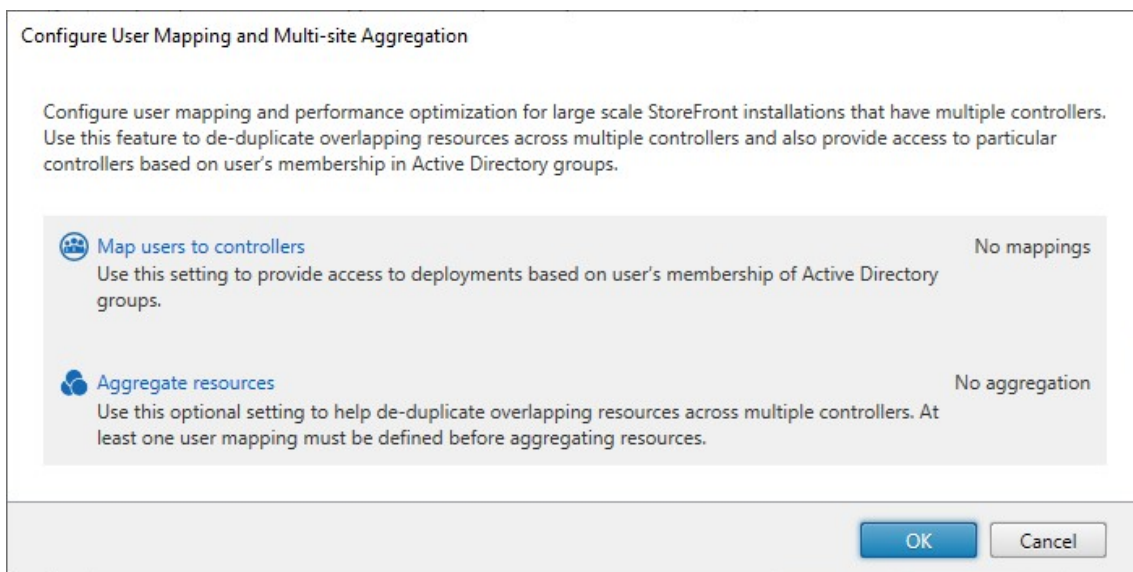 Configure User Mapping and Multi-site Aggregation
Configure user mapping and performance optimization for large scale StoreFront installations that have multiple controllers.
Use this feature to de-duplicate overlapping resources across multiple controllers and also provide access to particular
controllers based on user's membership in Active Directory groups.
Map users to controllers
No mappings
Use this setting to provide access to deployments based on user's membership of Active Directory
groups.
Aggregate resources
No aggregation
Use this optional setting to help de-duplicate overlapping resources across multiple controllers. At
least one user mapping must be defined before aggregating resources.
OK
Cancel